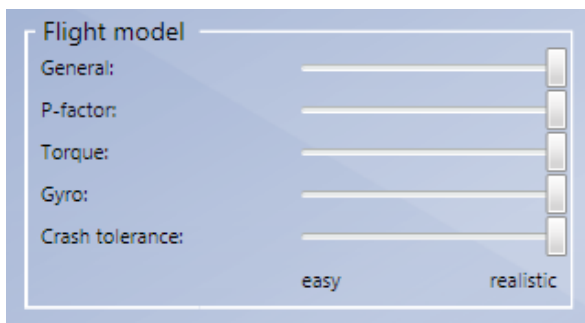 Flight model
General:
P-factor:
Torque:
Gyro:
Crash tolerance:
easy realistic